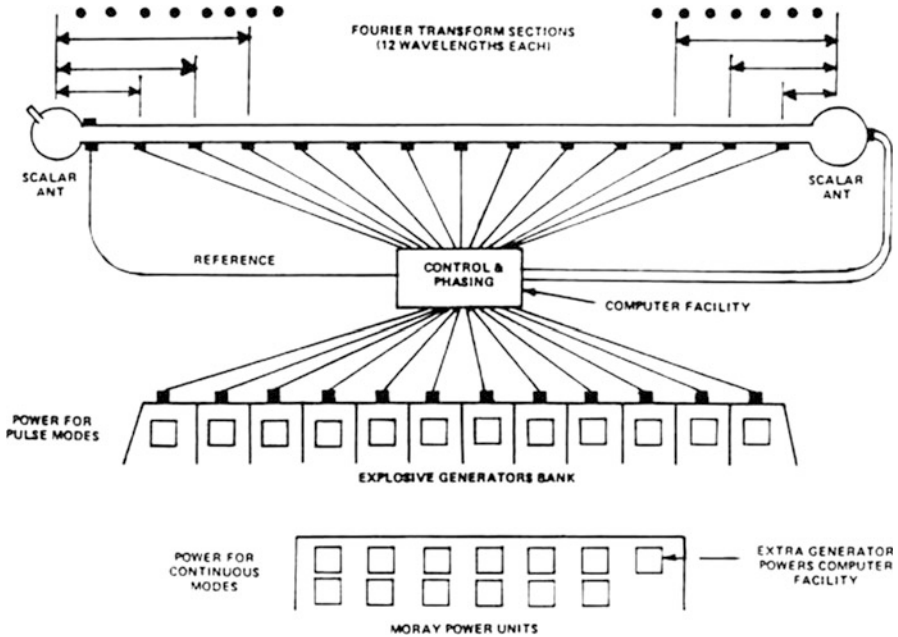 FOURIER TRANSFORM SECTIONS
(12 WAVELENGTHS EACH)
SCALAR
ANT
SCALAR
ANT
REFERENCE
CONTROL &
PHASING
COMPUTER FACILITY
POWER FOR
PULSE MODES
EXPLOSIVE GENERATORS BANK
POWER FOR
CONTINUOUS
MODES
EXTRA GENERATOR
POWERS COMPUTER
FACILITY
MORAY POWER UNITS